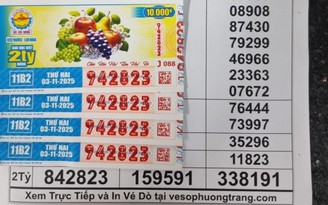 10.000đ
2Tỷ
J 088
942823
11B2 THỨ HAI 03-11-2025 942823
11B2 THỨ HAI 03-11-2025 942823
11B2 THỨ HAI 03-11-2025 942823
11B2 THỨ HAI 03-11-2025 942823
08908
87430
79299
46966
23363
07672
76444
73997
35296
11823
2Tỷ 842823 159591 338191
Xem Trực Tiếp và In Vé Dò tại vesophuongtrang.com